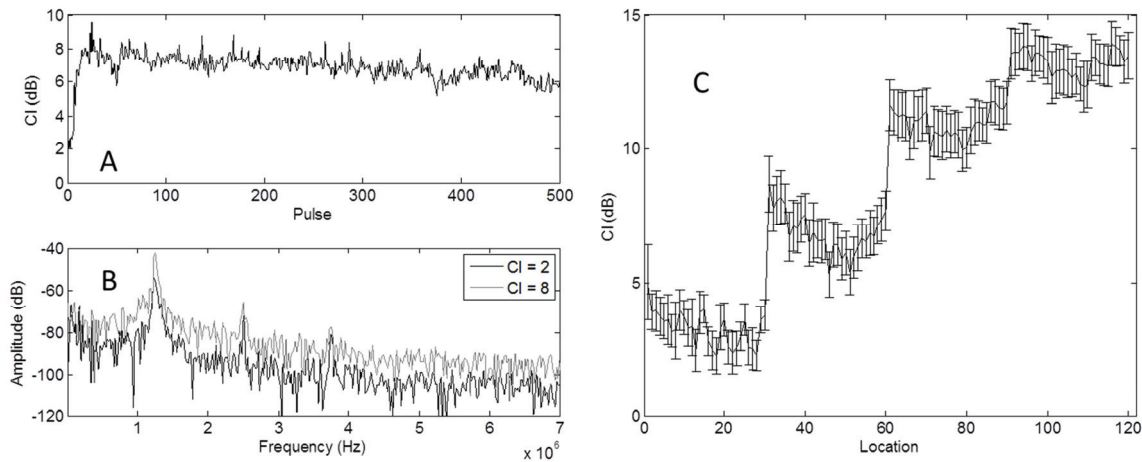 10
8
6
4
2
0
CI (dB)
A
0 100 200 300 400 500
Pulse
-40
-60
-80
-100
-120
Amplitude (dB)
B
CI = 2
CI = 8
1 2 3 4 5 6 7
Frequency (Hz)
x 10^6
15
10
5
0
CI (dB)
C
0 20 40 60 80 100 120
Location